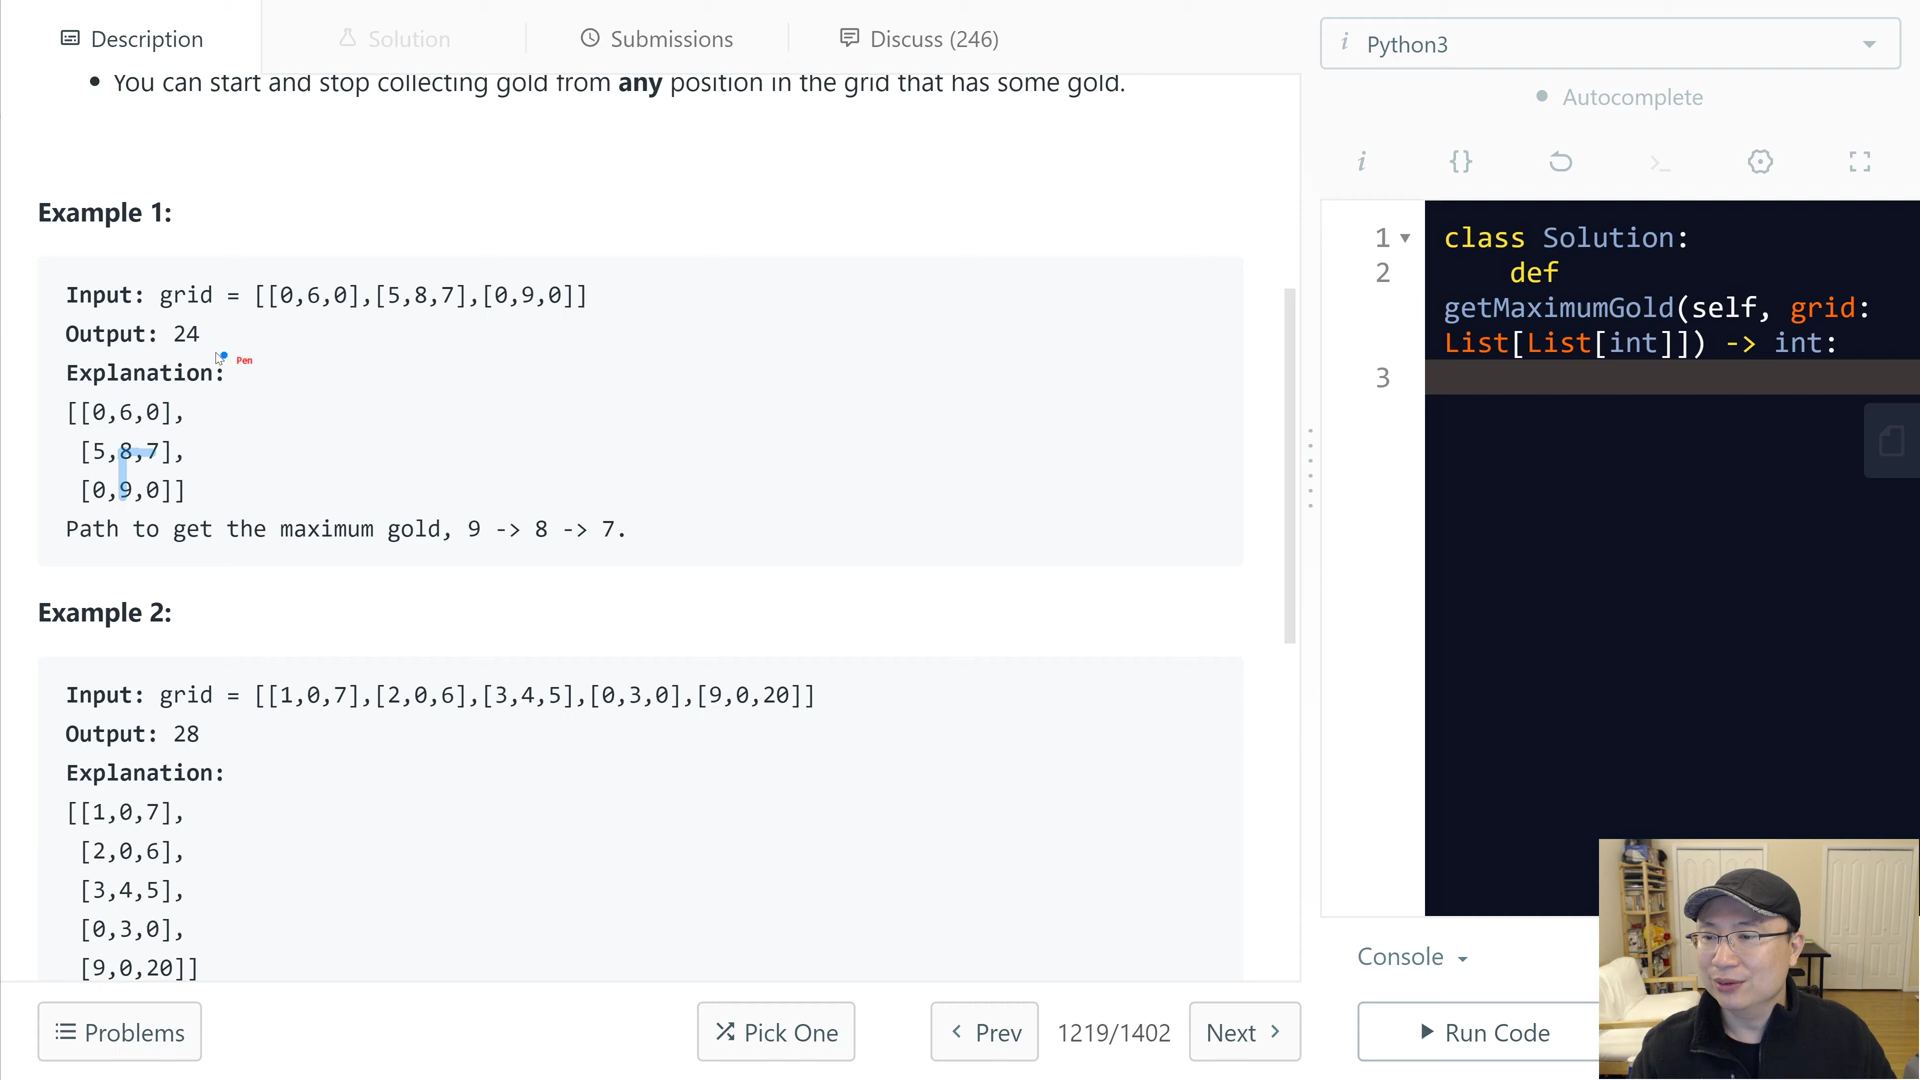 Description
Solution
Submissions
Discuss (246)
Python3
• You can start and stop collecting gold from any position in the grid that has some gold.
Autocomplete
Example 1:
Input: grid = [[0,6,0],[5,8,7],[0,9,0]]
Output: 24
Pen
Explanation:
[[0,6,0],
[5,8,7],
[0,9,0]]
Path to get the maximum gold, 9 -> 8 -> 7.
Example 2:
Input: grid = [[1,0,7],[2,0,6],[3,4,5],[0,3,0],[9,0,20]]
Output: 28
Explanation:
[[1,0,7],
[2,0,6],
[3,4,5],
[0,3,0],
[9,0,20]]
1 class Solution:
2 def
getMaximumGold(self, grid:
List[List[int]]) -> int:
3
Console
Problems
Pick One
Prev
1219/1402
Next
Run Code